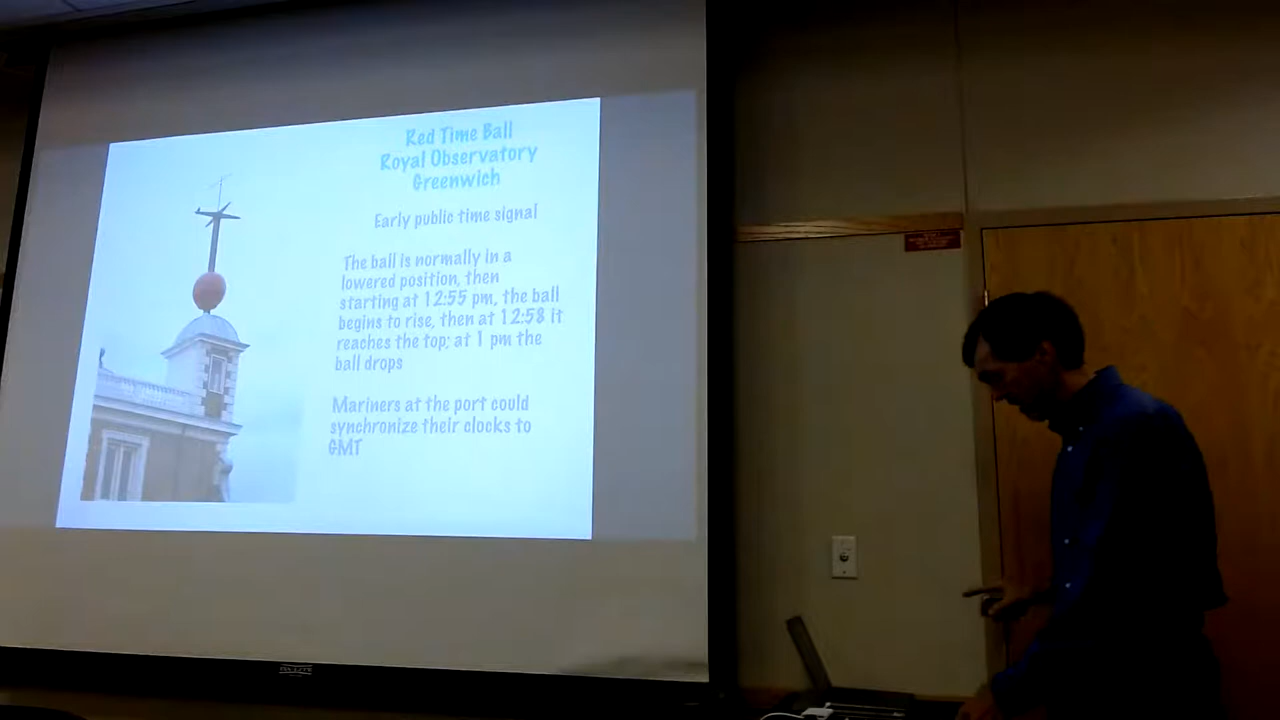 Red Time Ball
Royal Observatory
Greenwich
Early public time signal
The ball is normally in a
lowered position, then
starting at 12:55 pm, the ball
begins to rise, then at 12:58 it
reaches the top; at 1 pm the
ball drops
Mariners at the port could
synchronize their clocks to
GMT
DA-LITE